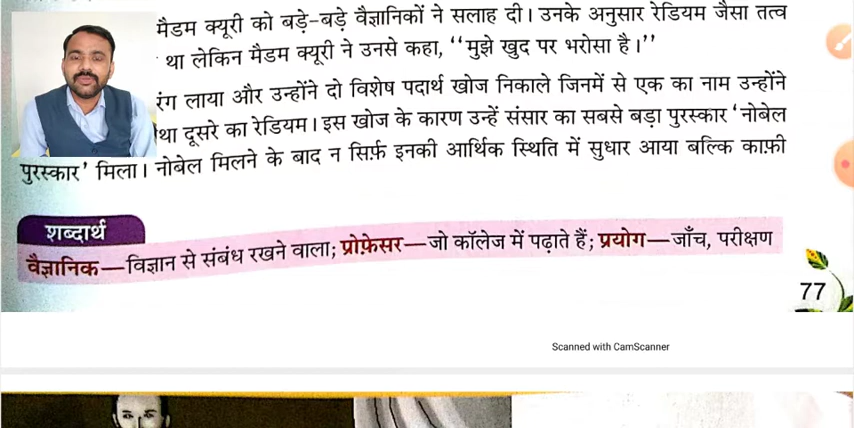 मैडम क्यूरी को बड़े-बड़े वैज्ञानिकों ने सलाह दी। उनके अनुसार रेडियम जैसा तत्व
था लेकिन मैडम क्यूरी ने उनसे कहा, ‘‘मुझे खुद पर भरोसा है।’’
रंग लाया और उन्होंने दो विशेष पदार्थ खोज निकाले जिनमें से एक का नाम उन्होंने
था दूसरे का रेडियम। इस खोज के कारण उन्हें संसार का सबसे बड़ा पुरस्कार ‘नोबेल
पुरस्कार’ मिला। नोबेल मिलने के बाद न सिर्फ़ इनकी आर्थिक स्थिति में सुधार आया बल्कि काफ़ी
शब्दार्थ
वैज्ञानिक—विज्ञान से संबंध रखने वाला; प्रोफ़ेसर—जो कॉलेज में पढ़ाते हैं; प्रयोग—जाँच, परीक्षण
77
Scanned with CamScanner